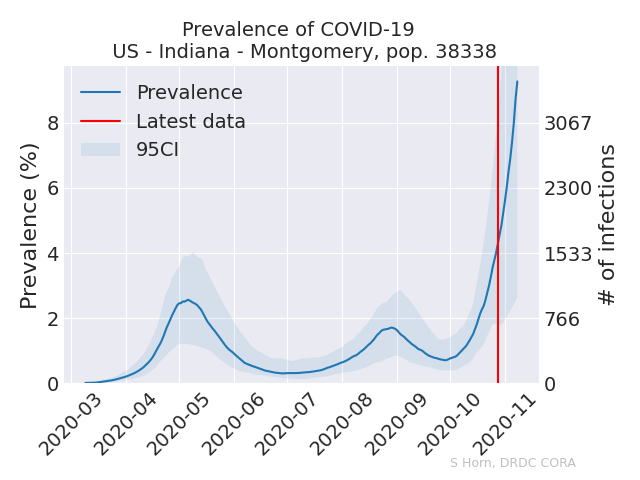 Prevalence of COVID-19
US - Indiana - Montgomery, pop. 38338
Prevalence
Latest data
95CI
Prevalence (%)
8
6
4
2
0
3067
2300
1533
766
0
# of infections
2020-03
2020-04
2020-05
2020-06
2020-07
2020-08
2020-09
2020-10
2020-11
S Horn, DRDC CORA